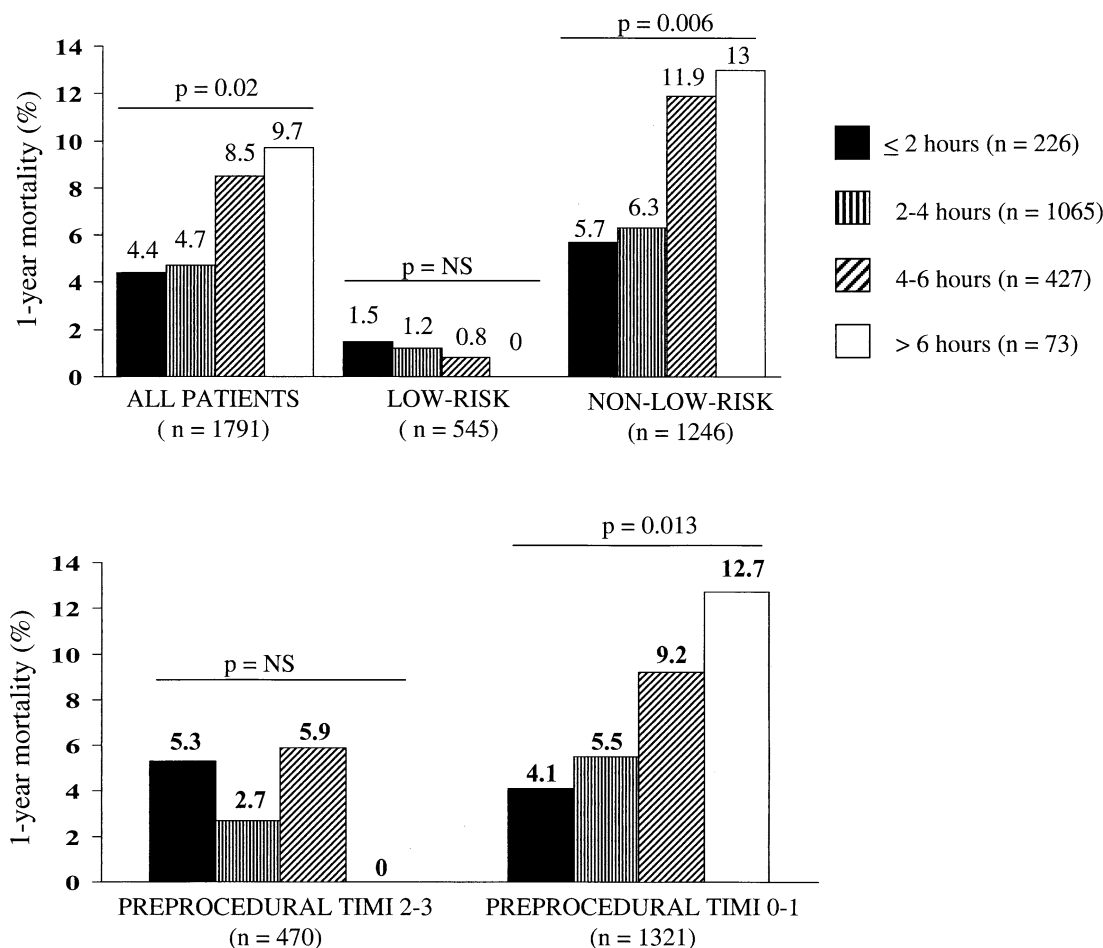 p = 0.006
14
12
10
8
6
4
2
0
1-year mortality (%)
p = 0.02
4.4
4.7
8.5
9.7
p = NS
1.5
1.2
0.8
0
5.7
6.3
11.9
13
ALL PATIENTS
( n = 1791)
LOW-RISK
( n = 545)
NON-LOW-RISK
(n = 1246)
≤ 2 hours (n = 226)
2-4 hours (n = 1065)
4-6 hours (n = 427)
> 6 hours (n = 73)
p = 0.013
14
12
10
8
6
4
2
0
1-year mortality (%)
p = NS
5.3
2.7
5.9
0
4.1
5.5
9.2
12.7
PREPROCEDURAL TIMI 2-3
(n = 470)
PREPROCEDURAL TIMI 0-1
(n = 1321)